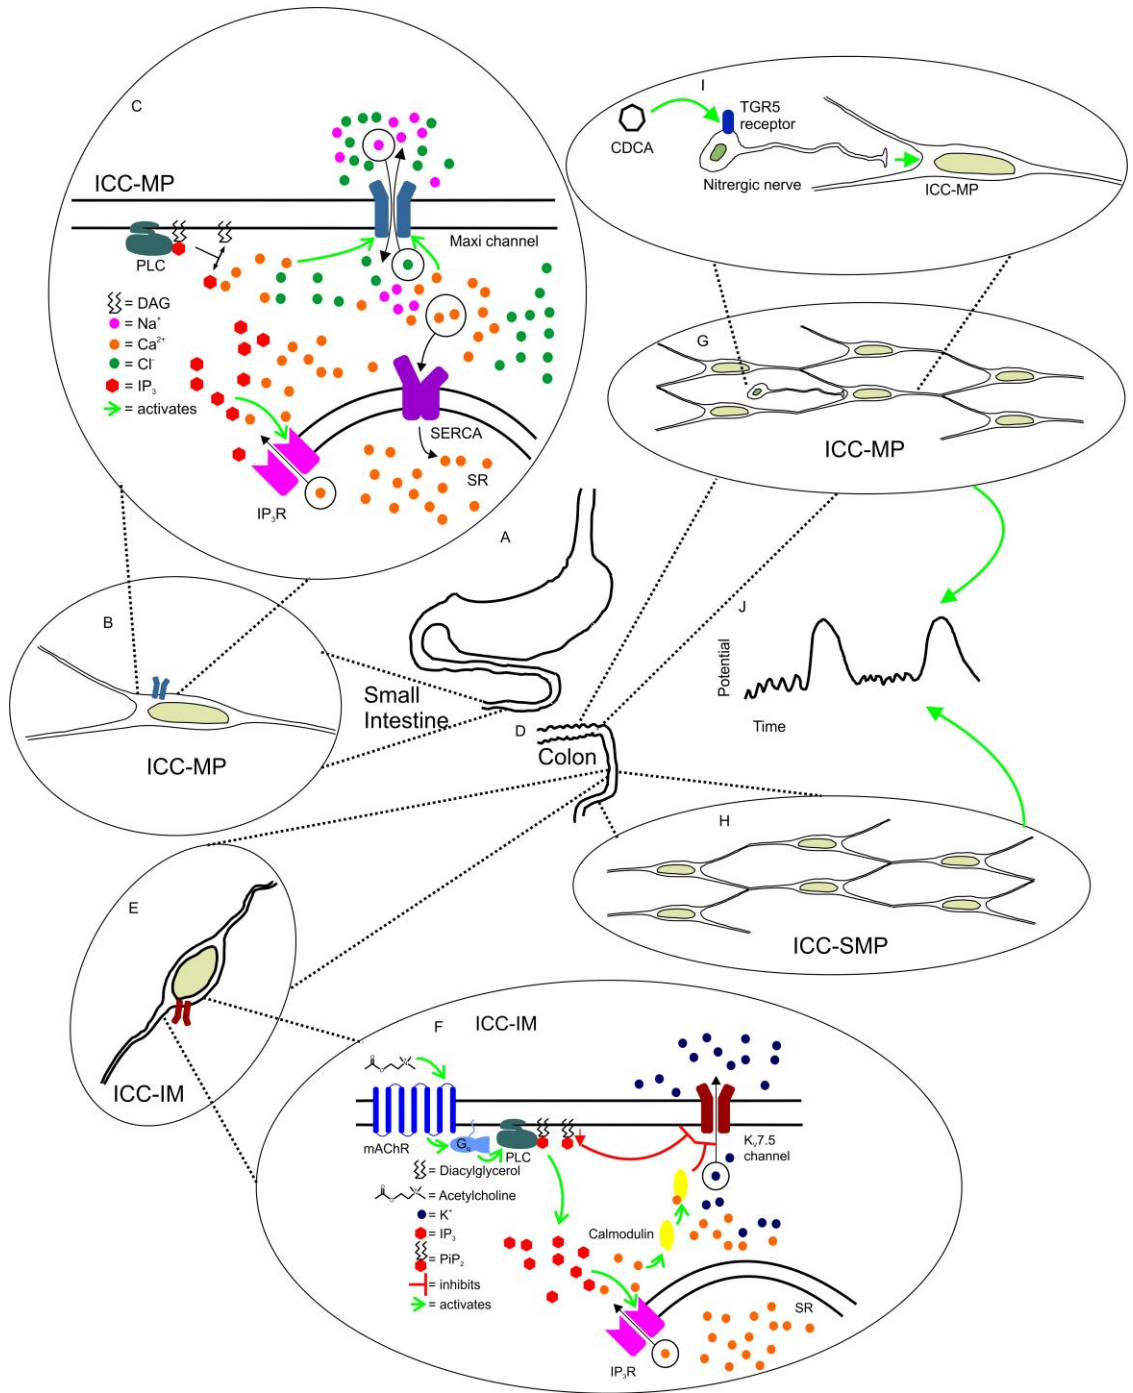 C
ICC-MP
PLC
Maxi channel
= DAG
= Na⁺
= Ca²⁺
= Cl⁻
= IP₃
= activates
SERCA
SR
IP₃R
I
TGR5
receptor
CDCA
Nitrergic nerve
ICC-MP
G
ICC-MP
A
B
ICC-MP
Small
Intestine
D
Colon
J
Potential
Time
H
ICC-SMP
E
ICC-IM
F
ICC-IM
mAChR
Gq
PLC
Kᵥ7.5
channel
= Diacylglycerol
= Acetylcholine
= K⁺
= IP₃
= PiP₂
= inhibits
= activates
Calmodulin
SR
IP₃R